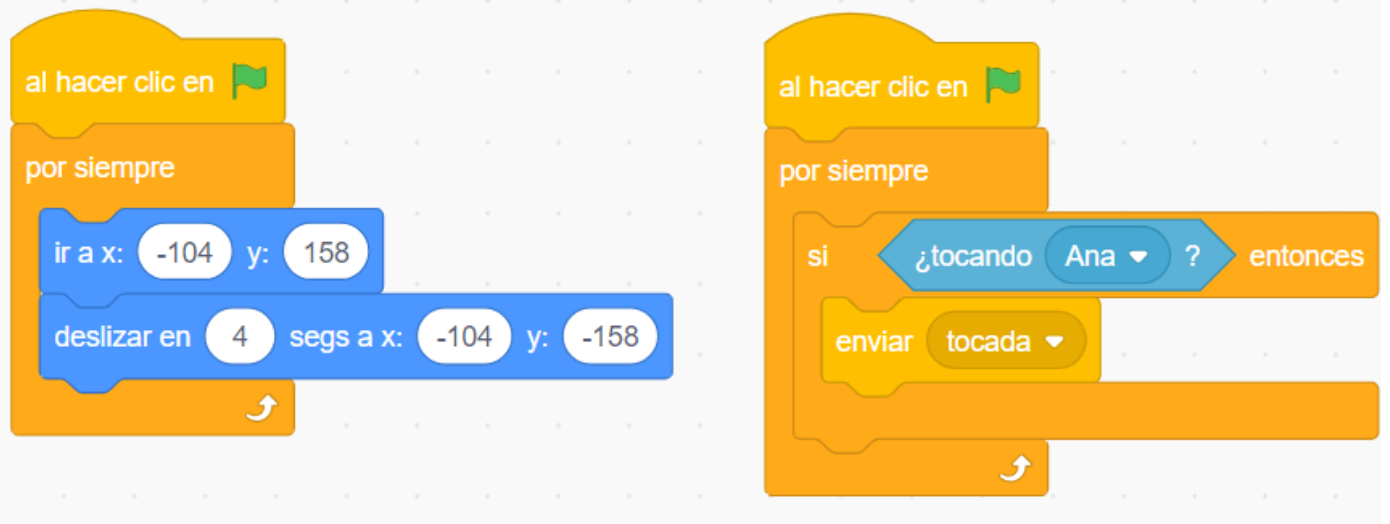 al hacer clic en
por siempre
ir a x: -104 y: 158
deslizar en 4 segs a x: -104 y: -158
al hacer clic en
por siempre
si ¿tocando Ana ? entonces
enviar tocada